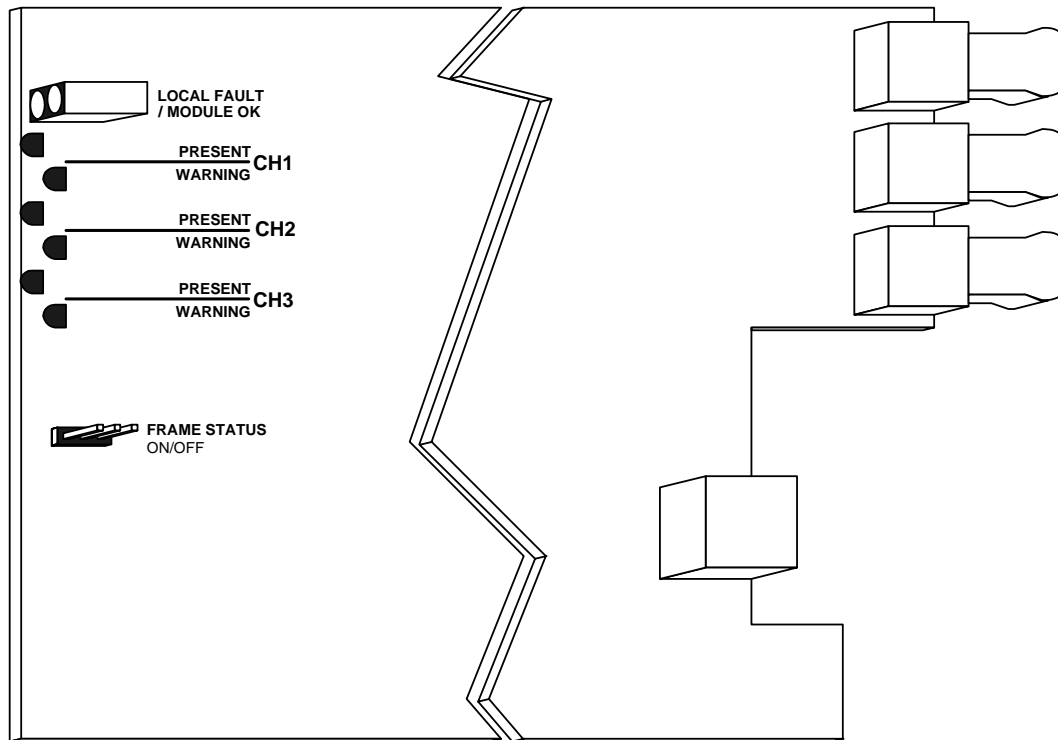 LOCAL FAULT
/ MODULE OK
PRESENT
WARNING
CH1
PRESENT
WARNING
CH2
PRESENT
WARNING
CH3
FRAME STATUS
ON/OFF